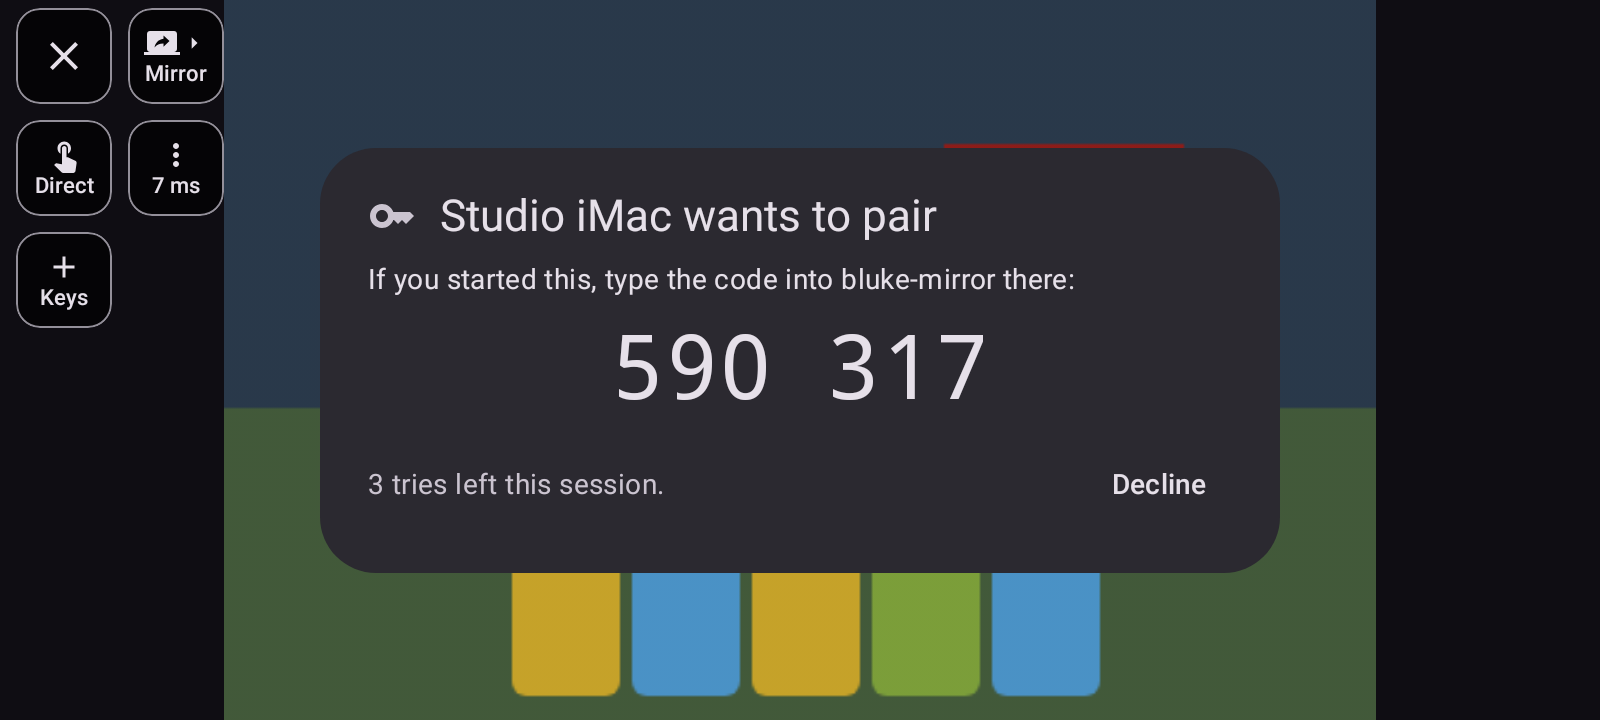 Mirror
Direct
7 ms
Keys
Studio iMac wants to pair
If you started this, type the code into bluke-mirror there:
590 317
3 tries left this session.
Decline